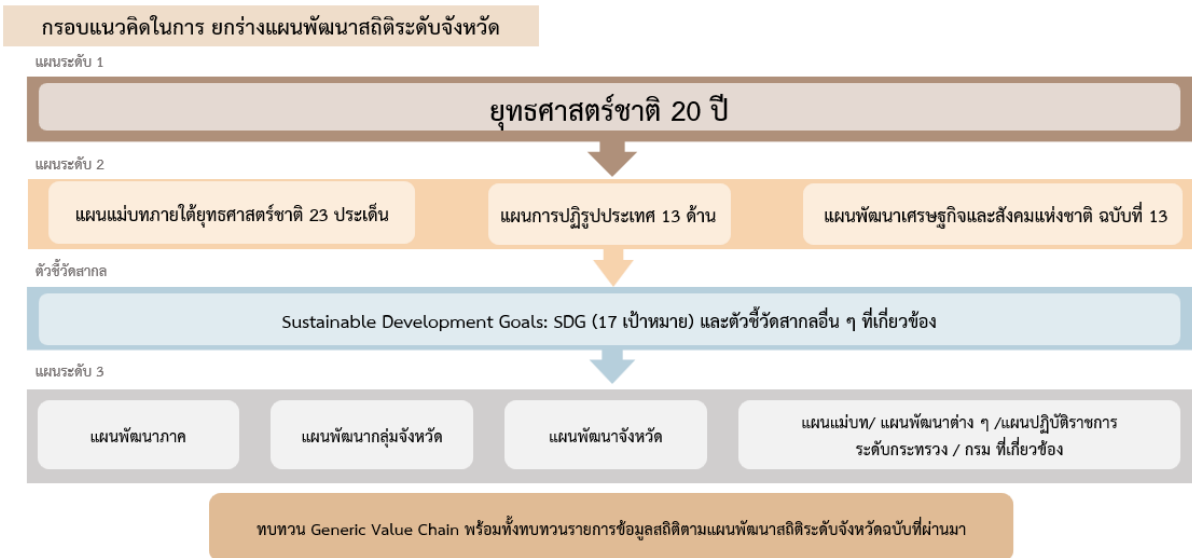 กรอบแนวคิดในการ ยกร่างแผนพัฒนาสถิติระดับจังหวัด
แผนระดับ 1
ยุทธศาสตร์ชาติ 20 ปี
แผนระดับ 2
แผนแม่บทภายใต้ยุทธศาสตร์ชาติ 23 ประเด็น
แผนการปฏิรูปประเทศ 13 ด้าน
แผนพัฒนาเศรษฐกิจและสังคมแห่งชาติ ฉบับที่ 13
ตัวชี้วัดสากล
Sustainable Development Goals: SDG (17 เป้าหมาย) และตัวชี้วัดสากลอื่น ๆ ที่เกี่ยวข้อง
แผนระดับ 3
แผนพัฒนาภาค
แผนพัฒนากลุ่มจังหวัด
แผนพัฒนาจังหวัด
แผนแม่บท/ แผนพัฒนาต่าง ๆ /แผนปฏิบัติราชการ
ระดับกระทรวง / กรม ที่เกี่ยวข้อง
ทบทวน Generic Value Chain พร้อมทั้งทบทวนรายการข้อมูลสถิติตามแผนพัฒนาสถิติระดับจังหวัดฉบับที่ผ่านมา